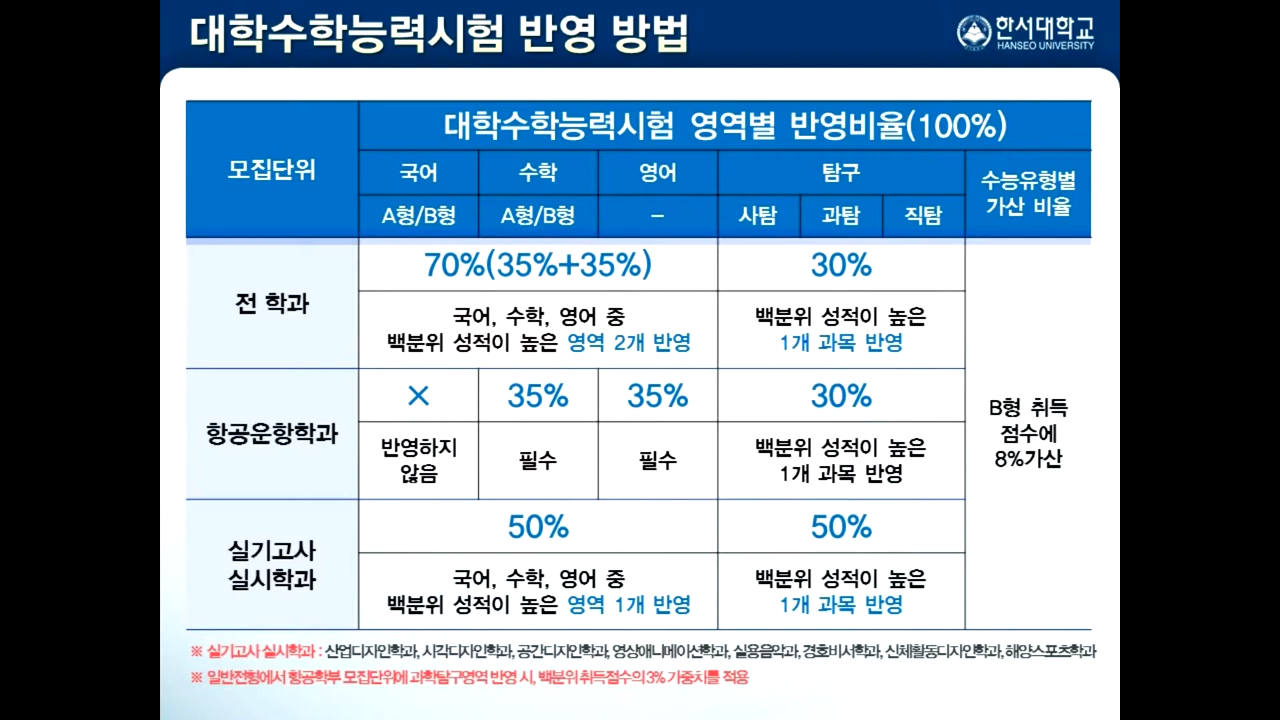 대학수학능력시험 반영 방법
한서대학교
HANSEO UNIVERSITY
모집단위
대학수학능력시험 영역별 반영비율(100%)
국어 수학 영어 탐구 수능유형별
가산 비율
A형/B형 A형/B형 - 사탐 과탐 직탐
전 학과
70%(35%+35%) 30%
국어, 수학, 영어 중
백분위 성적이 높은 영역 2개 반영
백분위 성적이 높은
1개 과목 반영
항공운항학과
× 35% 35% 30%
반영하지
않음
필수 필수
백분위 성적이 높은
1개 과목 반영
B형 취득
점수에
8%가산
실기고사
실시학과
50% 50%
국어, 수학, 영어 중
백분위 성적이 높은 영역 1개 반영
백분위 성적이 높은
1개 과목 반영
※ 실기고사 실시학과 : 산업디자인학과, 시각디자인학과, 공간디자인학과, 영상애니메이션학과, 실용음악과, 경호비서학과, 신체활동디자인학과, 해양스포츠학과
※ 일반전형에서 항공학부 모집단위에 과학탐구영역 반영 시, 백분위 취득점수의 3% 가중치를 적용